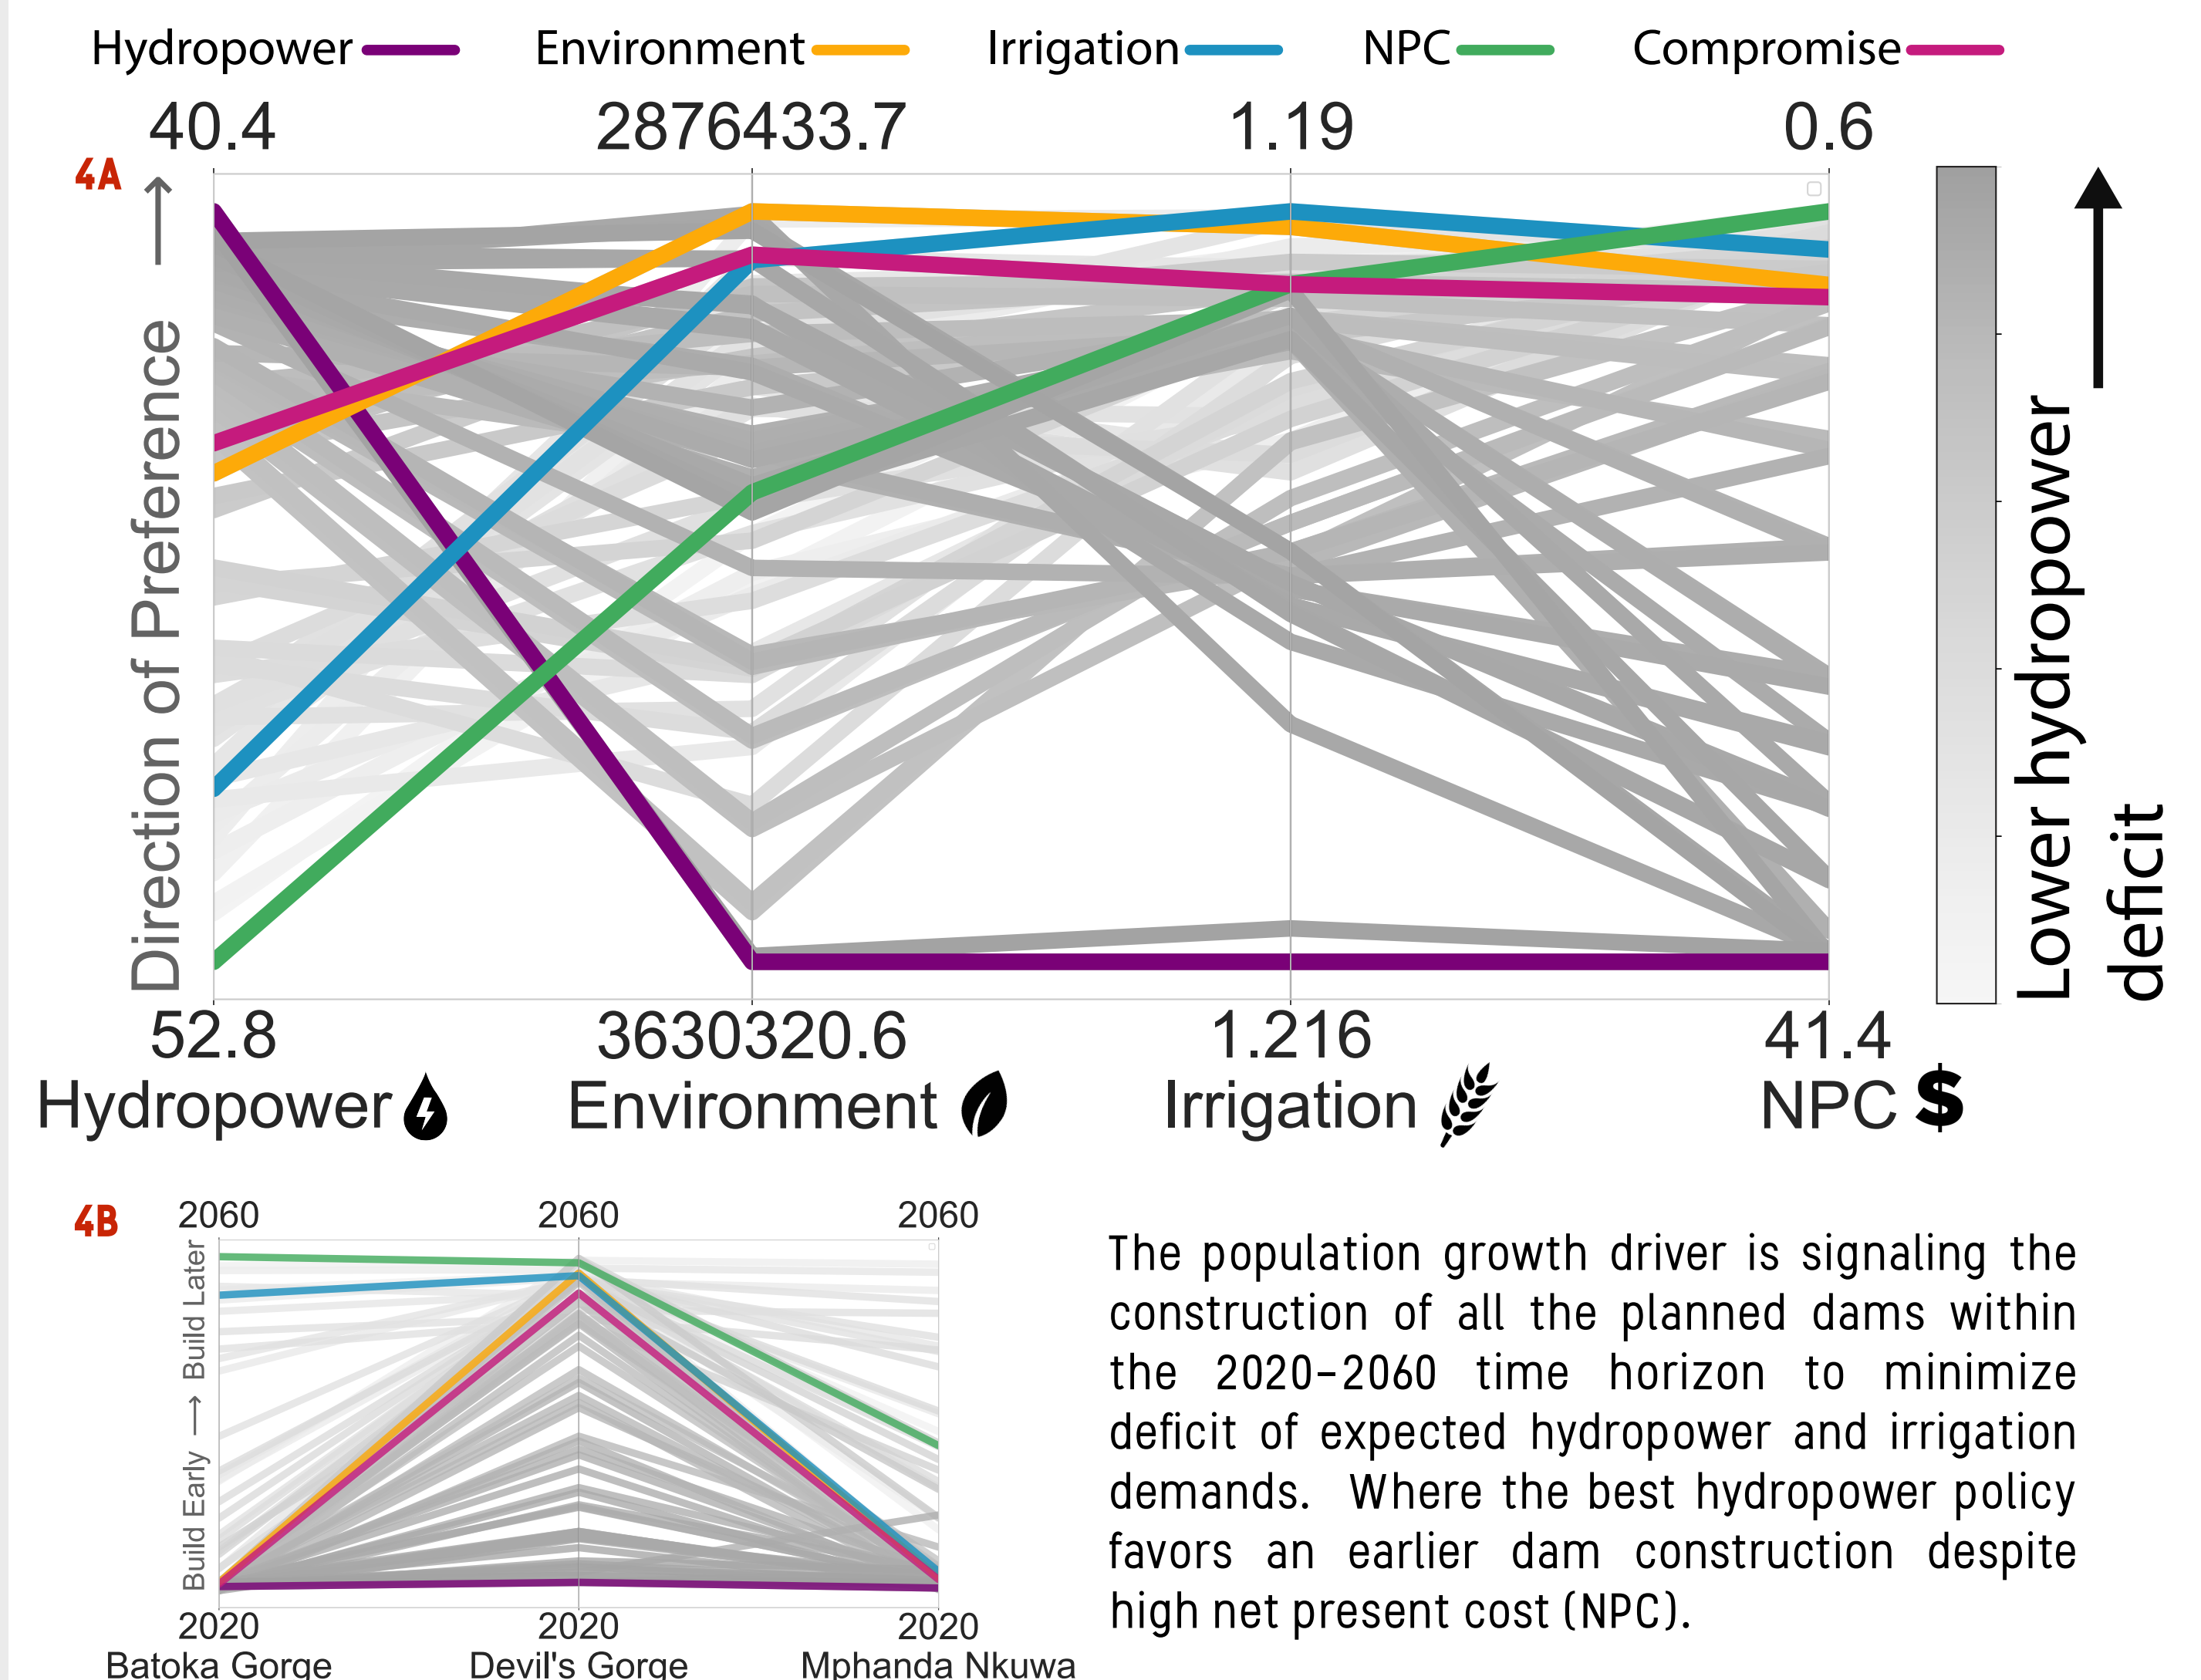 Hydropower Environment Irrigation NPC Compromise
40.4 2876433.7 1.19 0.6
4A
Direction of Preference
Lower hydropower
deficit
52.8 3630320.6 1.216 41.4
Hydropower Environment Irrigation NPC $
4B
2060 2060 2060
Build Early → Build Later
2020 2020 2020
Batoka Gorge Devil's Gorge Mphanda Nkuwa
The population growth driver is signaling the
construction of all the planned dams within
the 2020-2060 time horizon to minimize
deficit of expected hydropower and irrigation
demands. Where the best hydropower policy
favors an earlier dam construction despite
high net present cost (NPC).